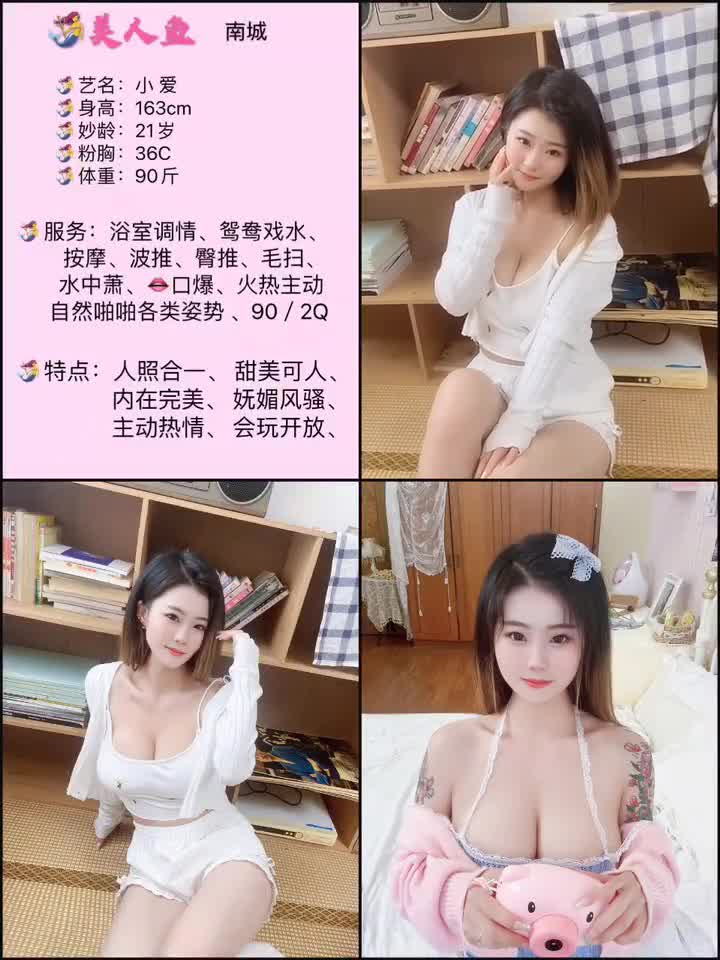 美人鱼 南城
艺名：小爱
身高：163cm
妙龄：21岁
粉胸：36C
体重：90斤
服务：浴室调情、鸳鸯戏水、
按摩、波推、臀推、毛扫、
水中萧、口爆、火热主动
自然啪啪各类姿势、90/2Q
特点：人照合一、甜美可人、
内在完美、妩媚风骚、
主动热情、会玩开放、